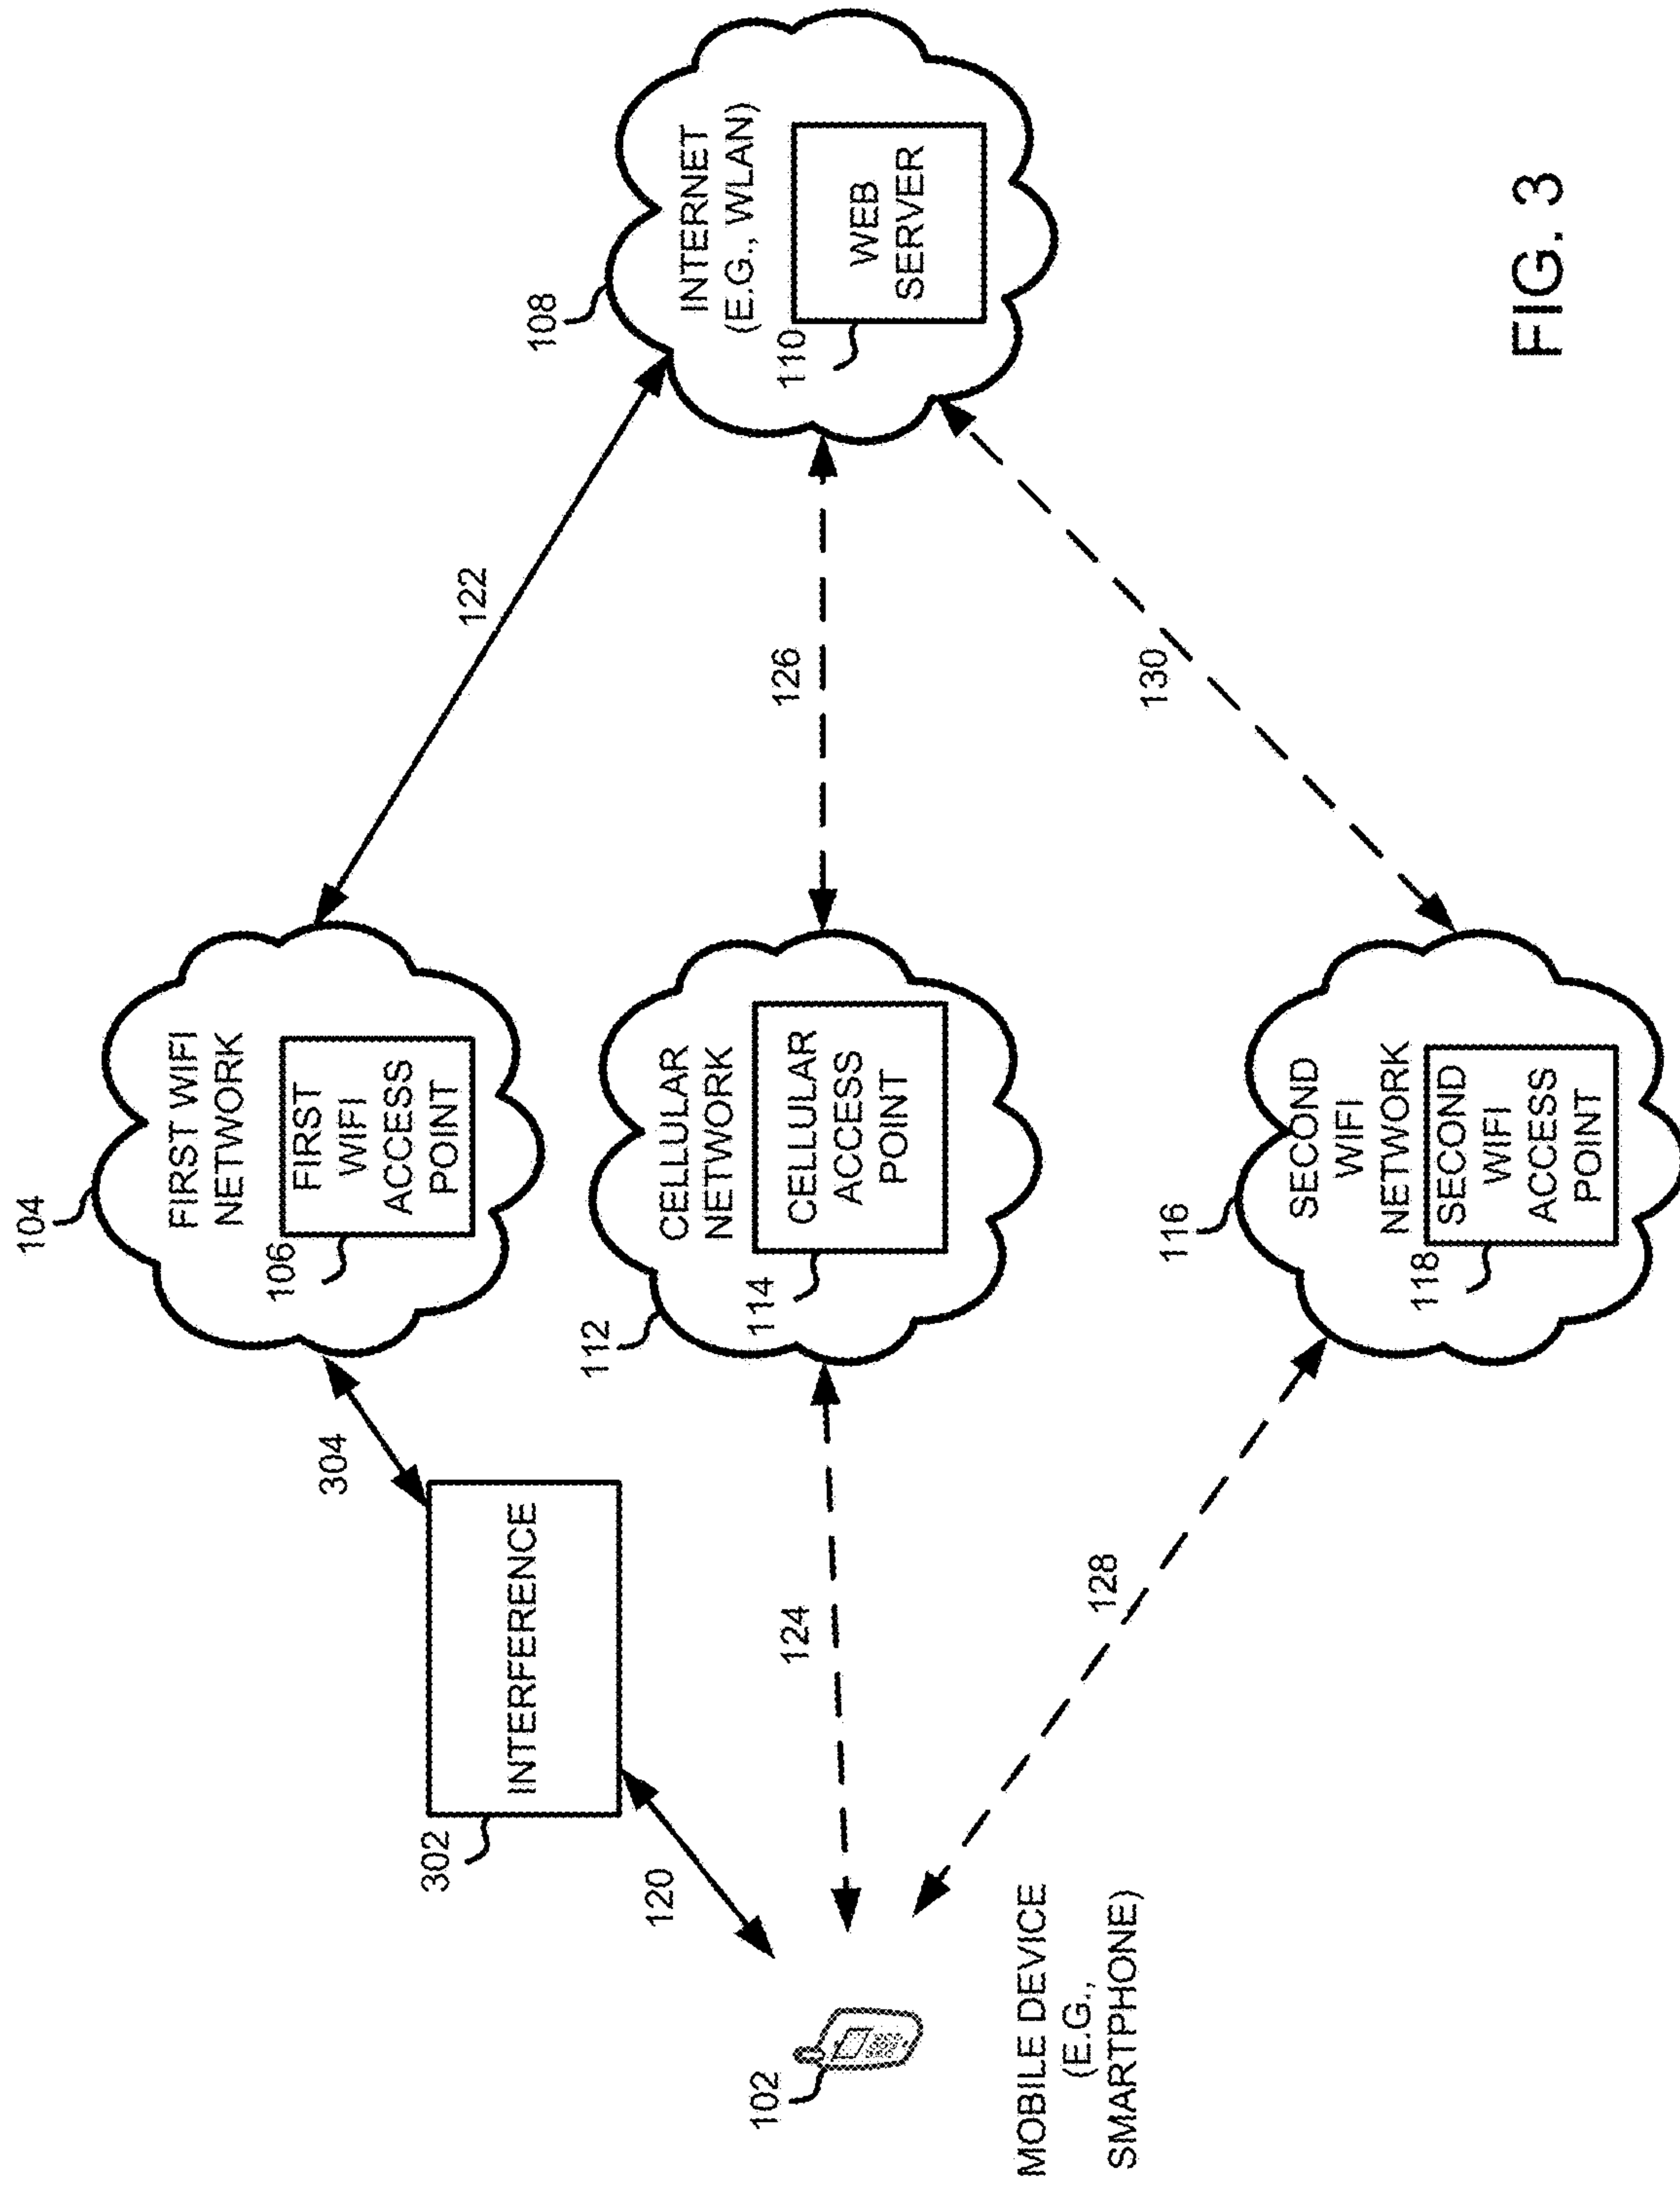 104
FIRST WIFI
NETWORK
106
FIRST
WIFI
ACCESS
POINT
304
122
302
INTERFERENCE
120
108
INTERNET
(E.G., WLAN)
110
WEB
SERVER
112
CELLULAR
NETWORK
114
CELLULAR
ACCESS
POINT
102
124
126
MOBILE DEVICE
(E.G.,
SMARTPHONE)
128
130
116
SECOND
WIFI
NETWORK
118
SECOND
WIFI
ACCESS
POINT
FIG. 3